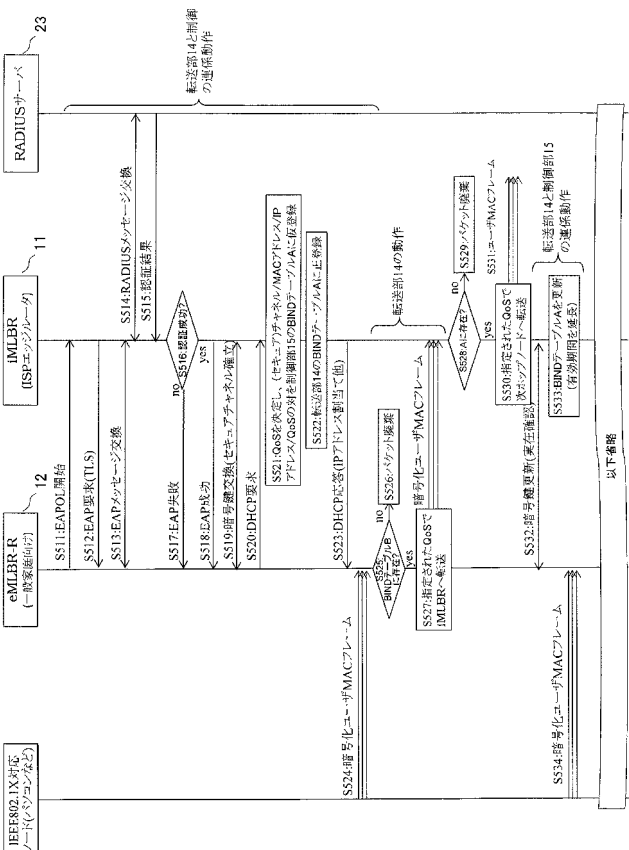 IEEE802.1X対応
ノード(パソコンなど)
eMLBR-R
(一般家庭向け)
12
iMLBR
(ISPエッジルータ)
11
RADIUSサーバ
23
S511:EAPOL開始
S512:EAP要求(TLS)
S513:EAPメッセージ交換
S514:RADIUSメッセージ交換
S515:認証結果
S516:認証成功?
no
yes
S517:EAP失敗
S518:EAP成功
S519:暗号鍵交換(セキュアチャネル確立)
S520:DHCP要求
S521:QoSを決定し、(セキュア)チャネル/MACアドレス/IP
アドレス/QoSの対を制御部15のBINDテーブルAに仮登録
S522:転送部14のBINDテーブルAに正登録
S523:DHCP応答(IPアドレス割当て他)
転送部14と制御
の連係動作
S524:暗号化ユーザMACフレーム
S525:
BINDテーブルB
に存在?
no
S526:パケット廃棄
yes
S527:指定されたQoSで
iMLBRへ転送
暗号化ユーザMACフレーム
転送部14の動作
S528:Aに存在?
no
S529:パケット廃棄
yes
S530:指定されたQoSで
次ホップノードへ転送
S531:ユーザMACフレーム
S532:暗号鍵更新(実在確認)
S533:BINDテーブルAを更新
(有効期間を延長)
転送部14と制御部15
の連係動作
S534:暗号化ユーザMACフレーム
以下省略